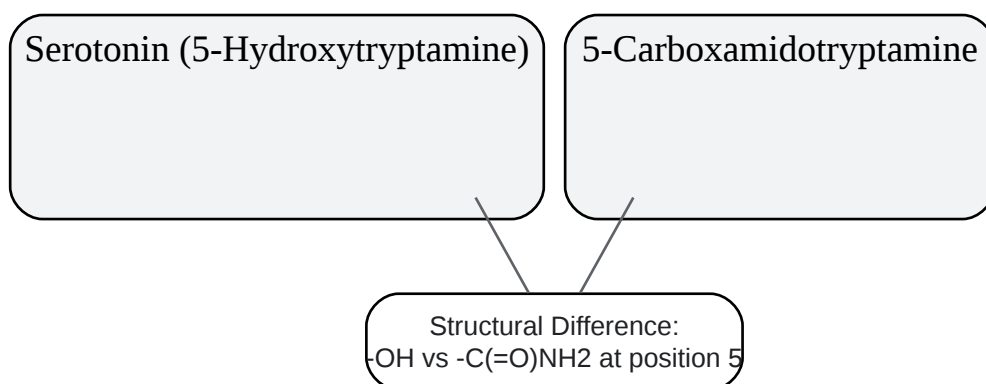 Serotonin (5-Hydroxytryptamine)
5-Carboxamidotryptamine
Structural Difference:
-OH vs -C(=O)NH2 at position 5